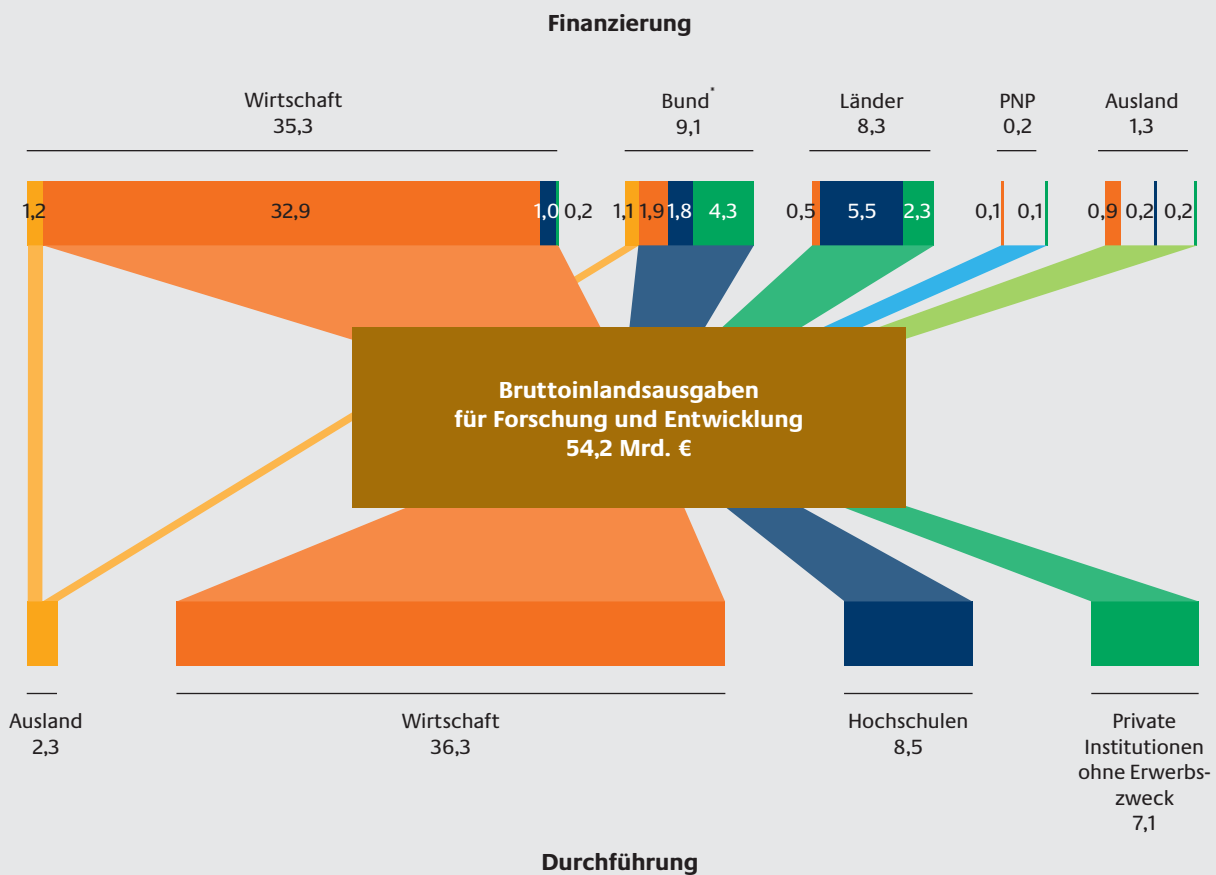 Finanzierung
Wirtschaft
35,3
Bund*
9,1
Länder
8,3
PNP
0,2
Ausland
1,3
1,2
32,9
1,0
0,2
1,1
1,9
1,8
4,3
0,5
5,5
2,3
0,1
0,1
0,9
0,2
0,2
Bruttoinlandsausgaben
für Forschung und Entwicklung
54,2 Mrd. €
Ausland
2,3
Wirtschaft
36,3
Hochschulen
8,5
Private
Institutionen
ohne Erwerbs-
zweck
7,1
Durchführung